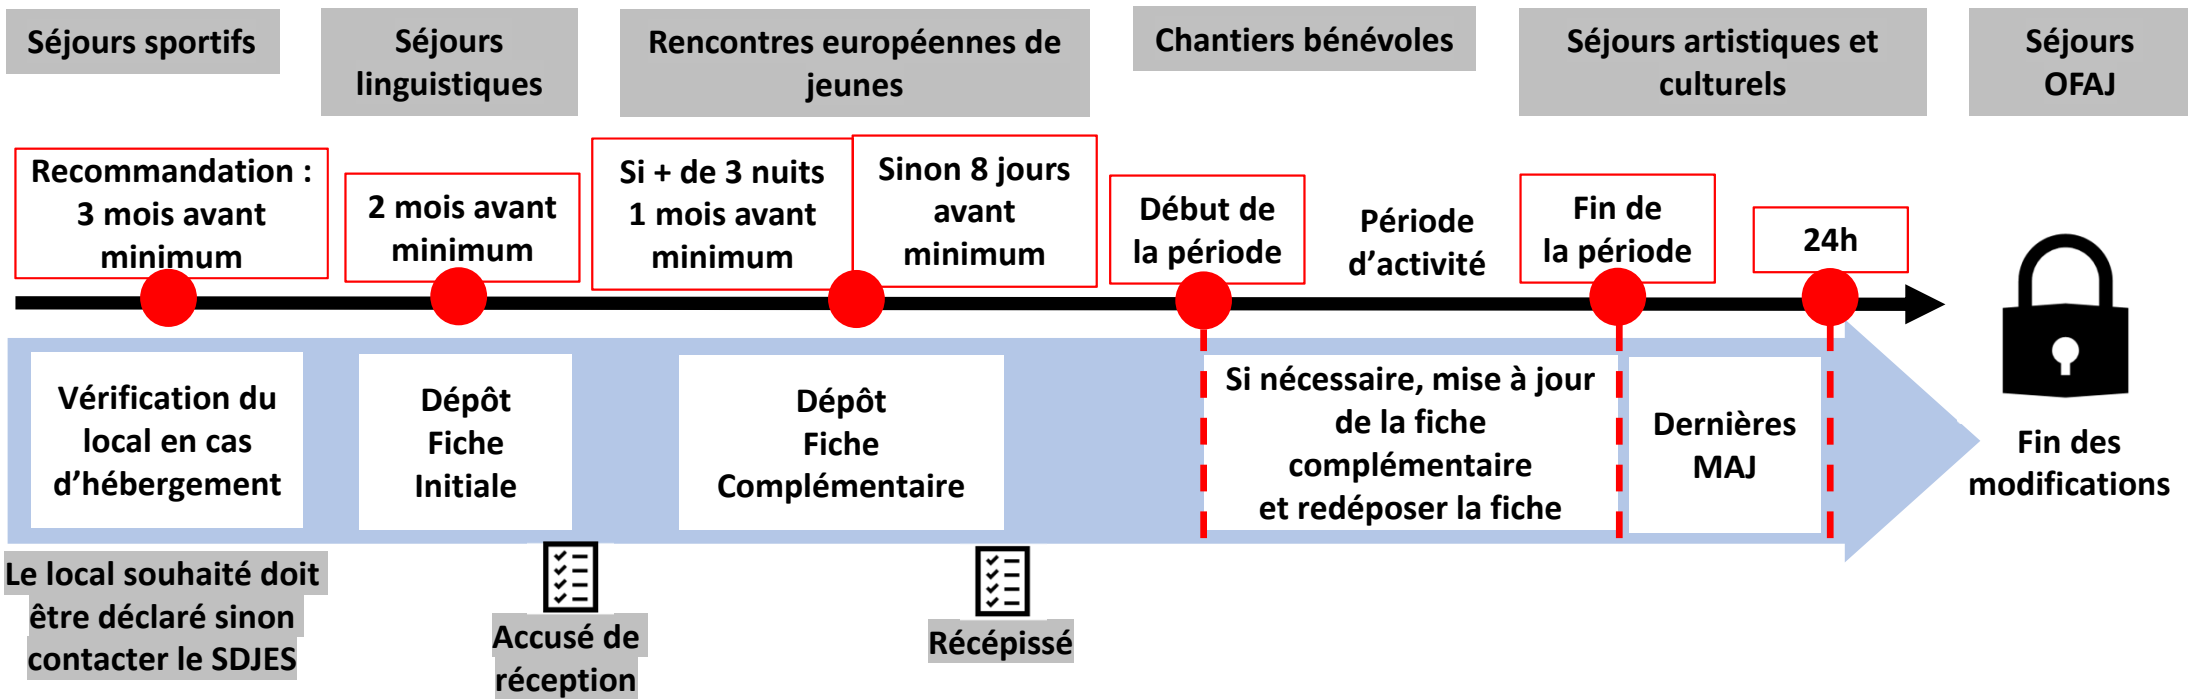 Séjours sportifs
Séjours
linguistiques
Rencontres européennes de
jeunes
Chantiers bénévoles
Séjours artistiques et
culturels
Séjours
OFAJ
Recommandation :
3 mois avant
minimum
2 mois avant
minimum
Si + de 3 nuits
1 mois avant
minimum
Sinon 8 jours
avant
minimum
Début de
la période
Période
d’activité
Fin de
la période
24h
Vérification du
local en cas
d’hébergement
Dépôt
Fiche
Initiale
Dépôt
Fiche
Complémentaire
Si nécessaire, mise à jour
de la fiche
complémentaire
et redéposer la fiche
Dernières
MAJ
Fin des
modifications
Le local souhaité doit
être déclaré sinon
contacter le SDJES
Accusé de
réception
Récépissé